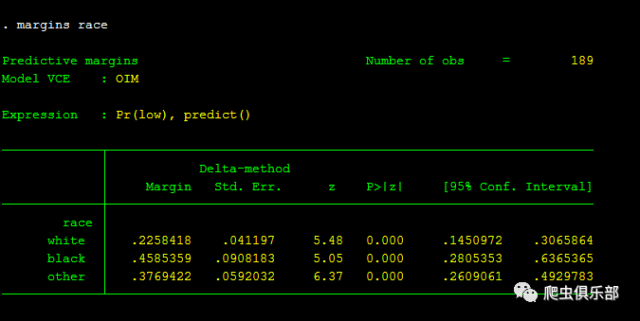 . margins race
Predictive margins Number of obs = 189
Model VCE : OIM
Expression : Pr(low), predict()
Delta-method
Margin Std. Err. z P>|z| [95% Conf. Interval]
race
white .2258418 .041197 5.48 0.000 .1450972 .3065864
black .4585359 .0908183 5.05 0.000 .2805353 .6365365
other .3769422 .0592032 6.37 0.000 .2609061 .4929783
爬虫俱乐部